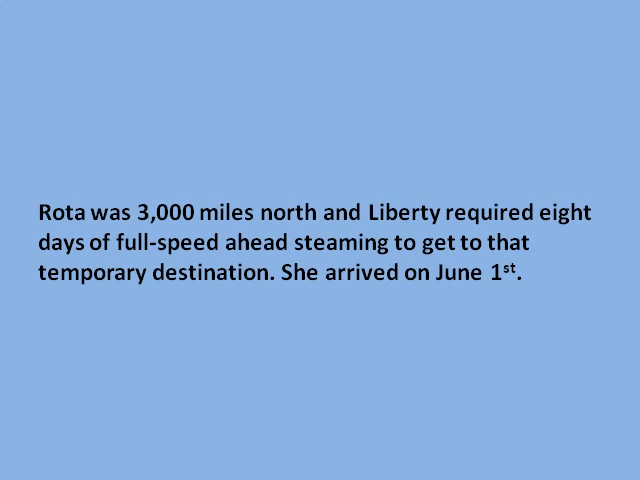 Rota was 3,000 miles north and Liberty required eight
days of full-speed ahead steaming to get to that
temporary destination. She arrived on June 1st.